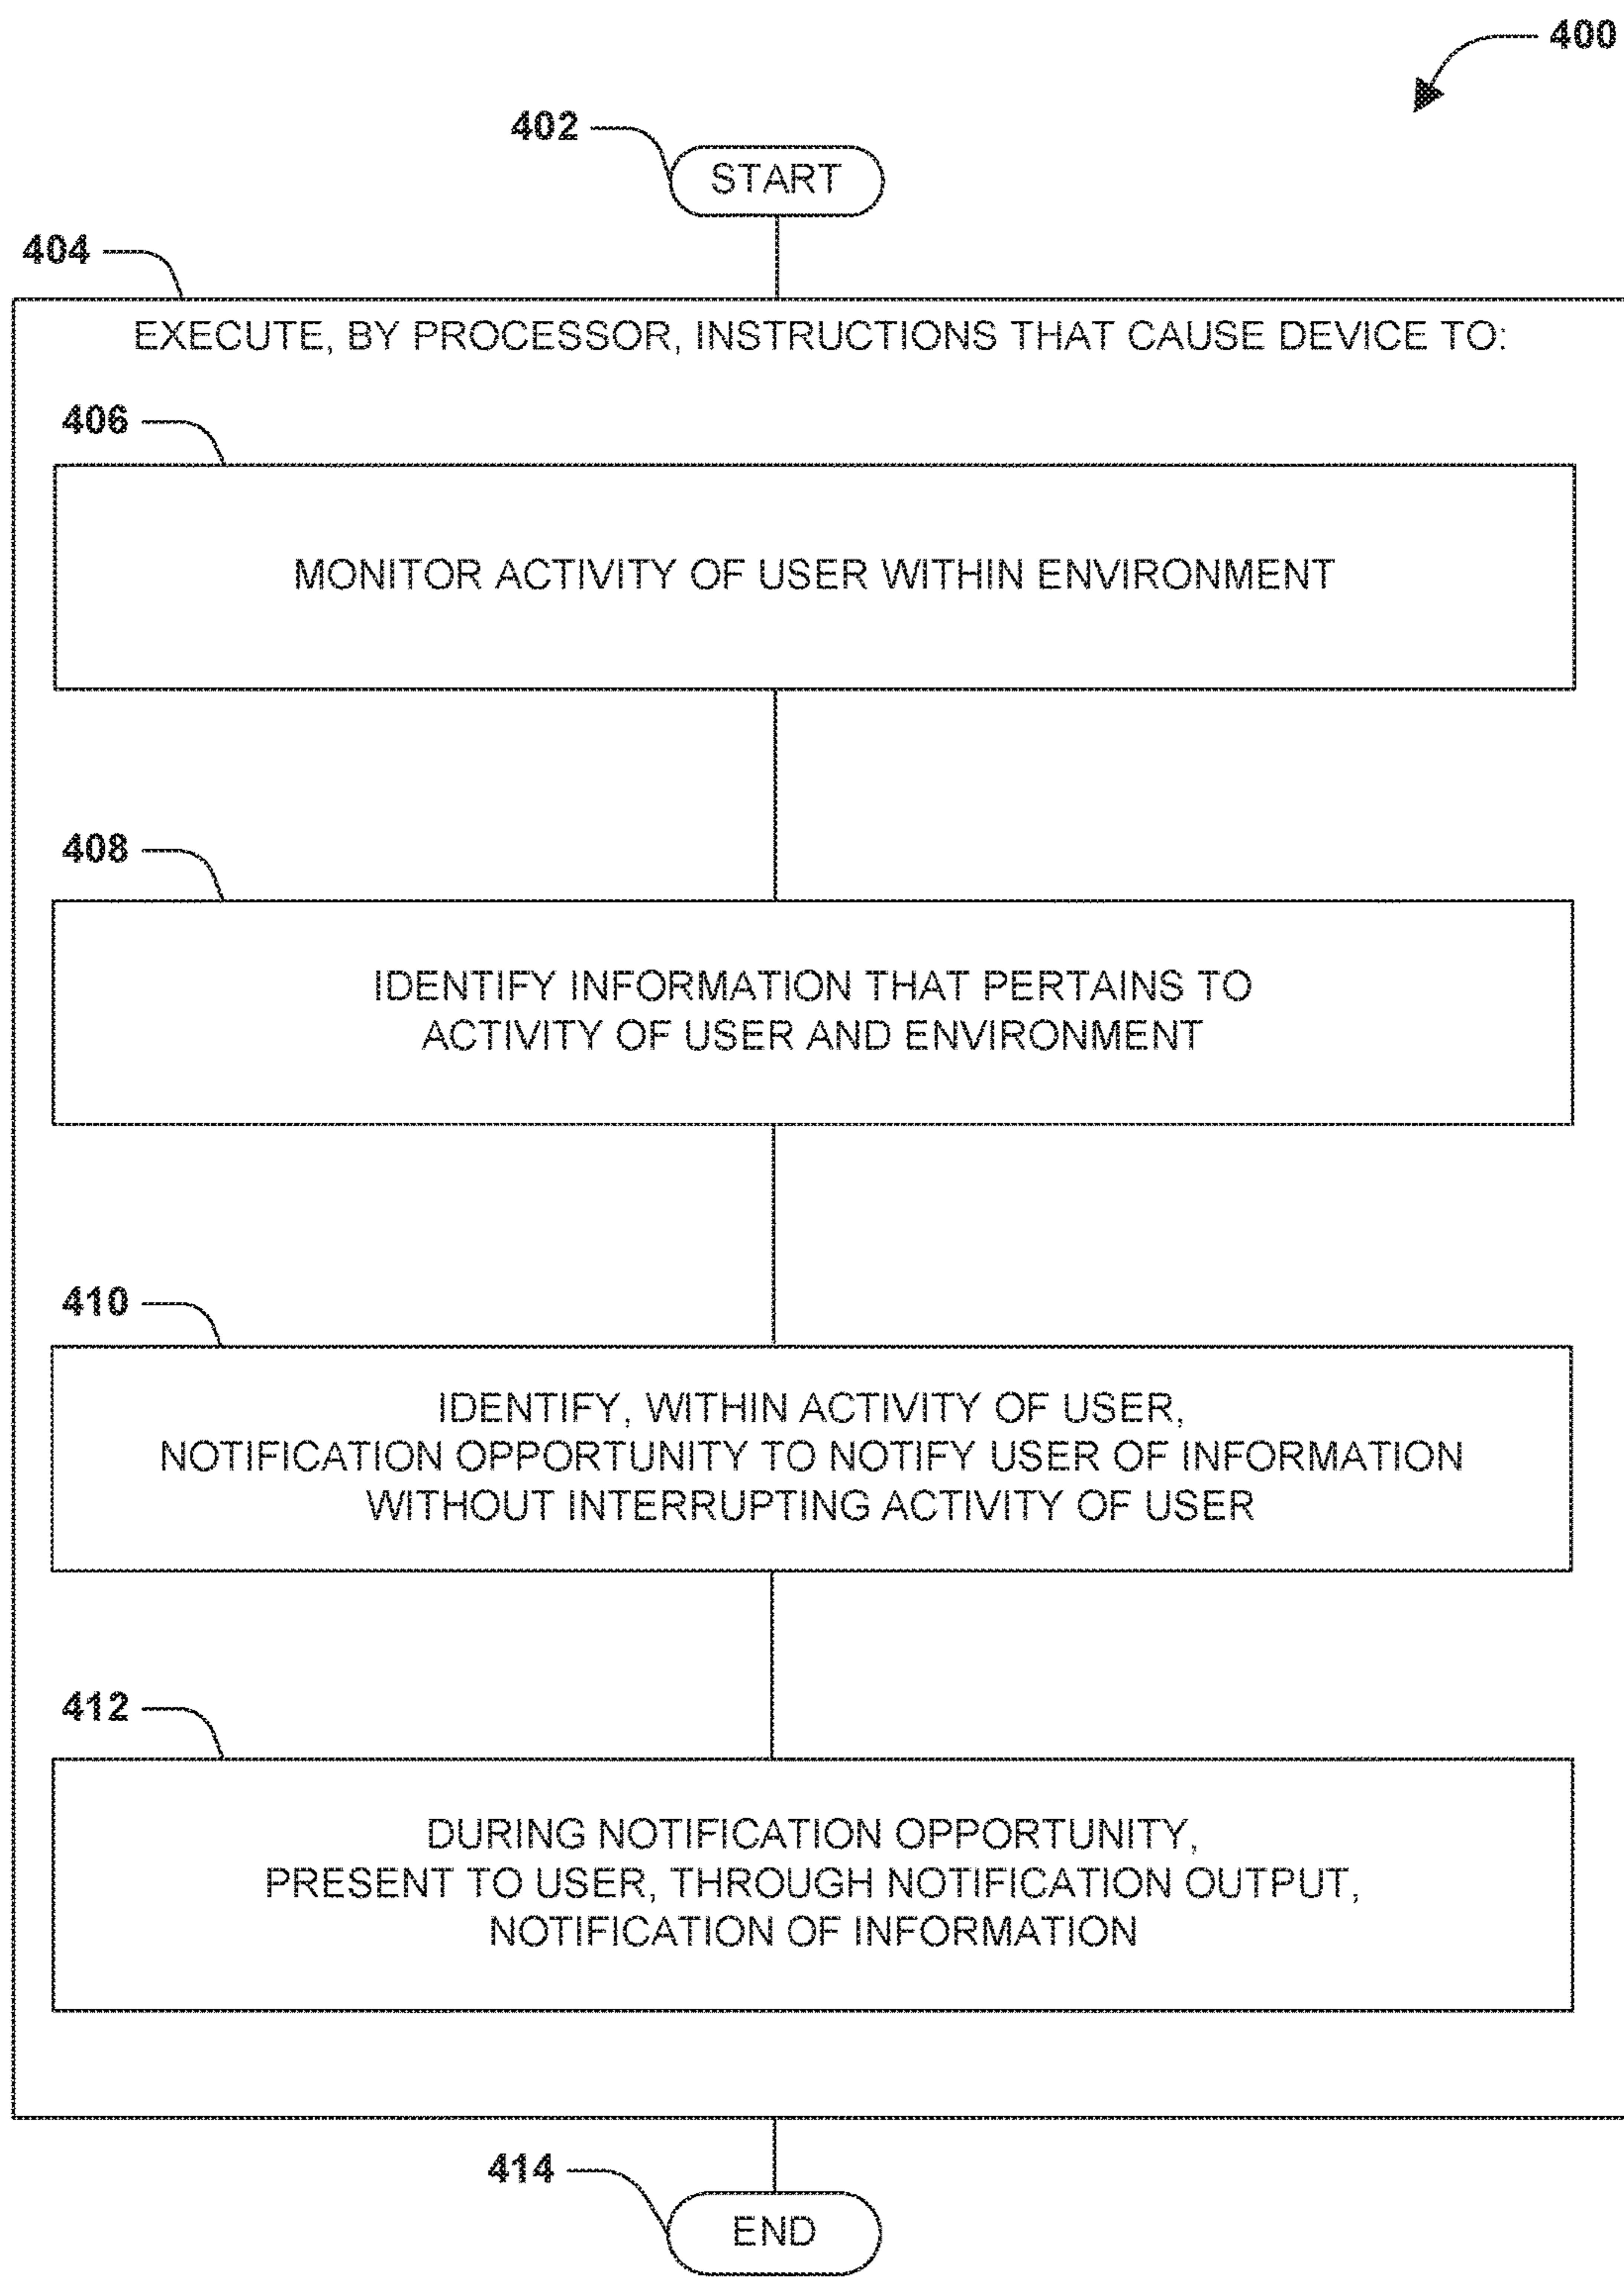 400
402
START
404
EXECUTE, BY PROCESSOR, INSTRUCTIONS THAT CAUSE DEVICE TO:
406
MONITOR ACTIVITY OF USER WITHIN ENVIRONMENT
408
IDENTIFY INFORMATION THAT PERTAINS TO
ACTIVITY OF USER AND ENVIRONMENT
410
IDENTIFY, WITHIN ACTIVITY OF USER,
NOTIFICATION OPPORTUNITY TO NOTIFY USER OF INFORMATION
WITHOUT INTERRUPTING ACTIVITY OF USER
412
DURING NOTIFICATION OPPORTUNITY,
PRESENT TO USER, THROUGH NOTIFICATION OUTPUT,
NOTIFICATION OF INFORMATION
414
END